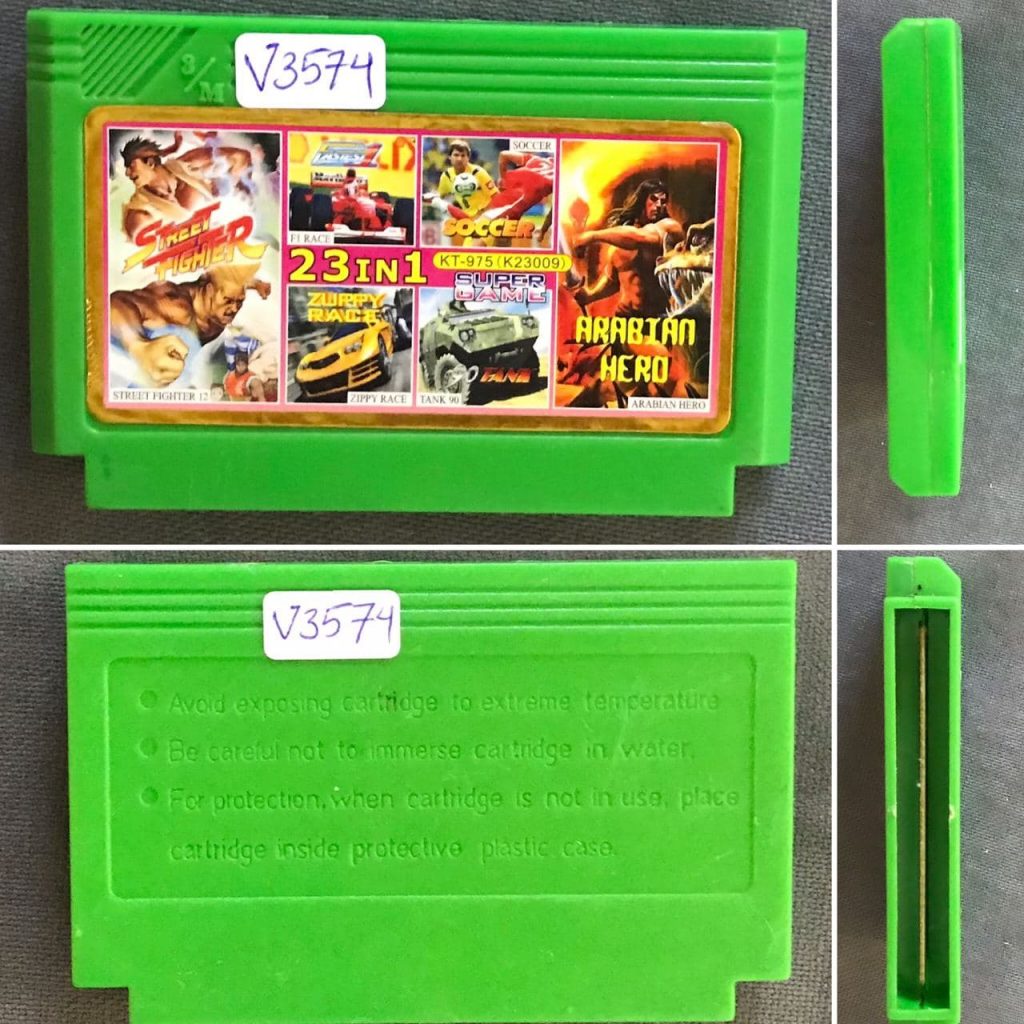 3/M
V3574
STREET
FIGHTER
STREET FIGHTER 12
F1 RACE
SOCCER
SOCCER
23 IN 1
KT-975(K23009)
SUPER
GAME
ZUPPY
RACE
ZIPPY RACE
TANK
TANK 90
ARABIAN
HERO
ARABIAN HERO
V3574
Avoid exposing cartridge to extreme temperature
Be careful not to immerse cartridge in water.
For protection, when cartridge is not in use, place
cartridge inside protective plastic case.